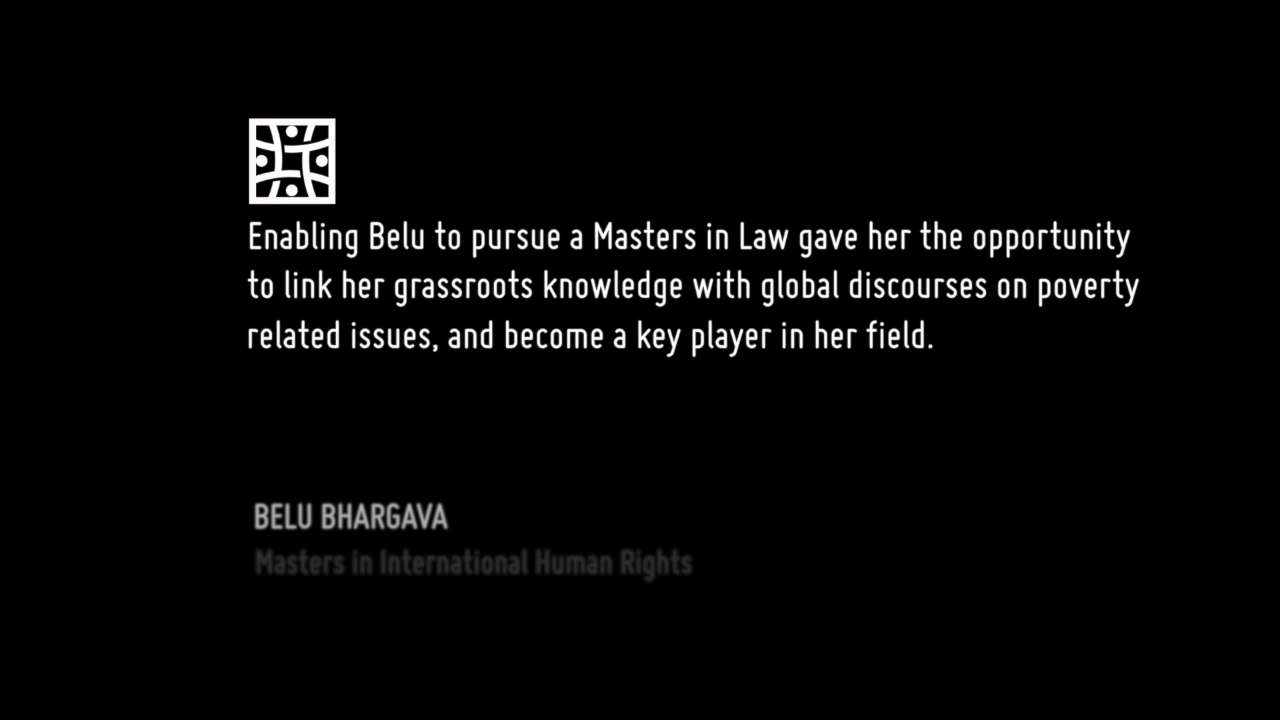 Enabling Belu to pursue a Masters in Law gave her the opportunity
to link her grassroots knowledge with global discourses on poverty
related issues, and become a key player in her field.
BELU BHARGAVA
Masters in International Human Rights